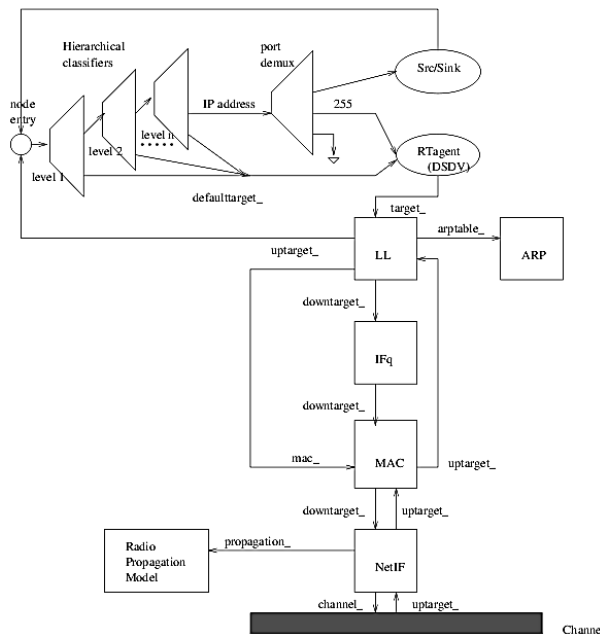 Hierarchical
classifiers
port
demux
Src/Sink
node
entry
IP address
255
level n
level 2
level 1
RTagent
(DSDV)
defaulttarget_
target_
uptarget_
arptable_
LL
ARP
downtarget_
IFq
downtarget_
mac_
MAC
uptarget_
downtarget_
uptarget_
propagation_
Radio
Propagation
Model
NetIF
channel_
uptarget_